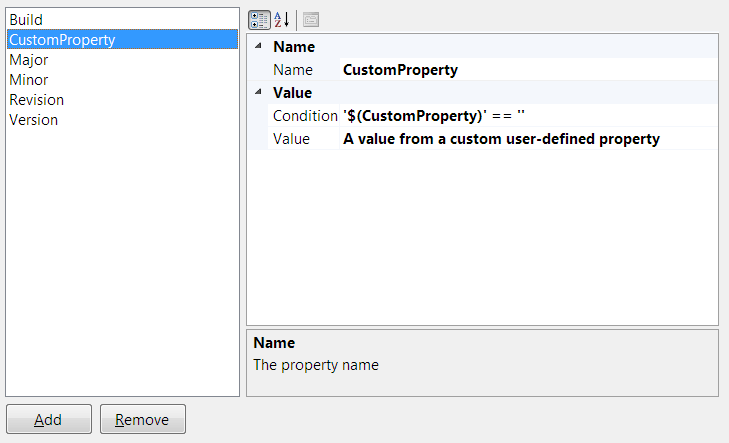 Build
CustomProperty
Major
Minor
Revision
Version
Add
Remove
A
Z
Name
Name CustomProperty
Value
Condition '$(CustomProperty)' == ''
Value A value from a custom user-defined property
Name
The property name